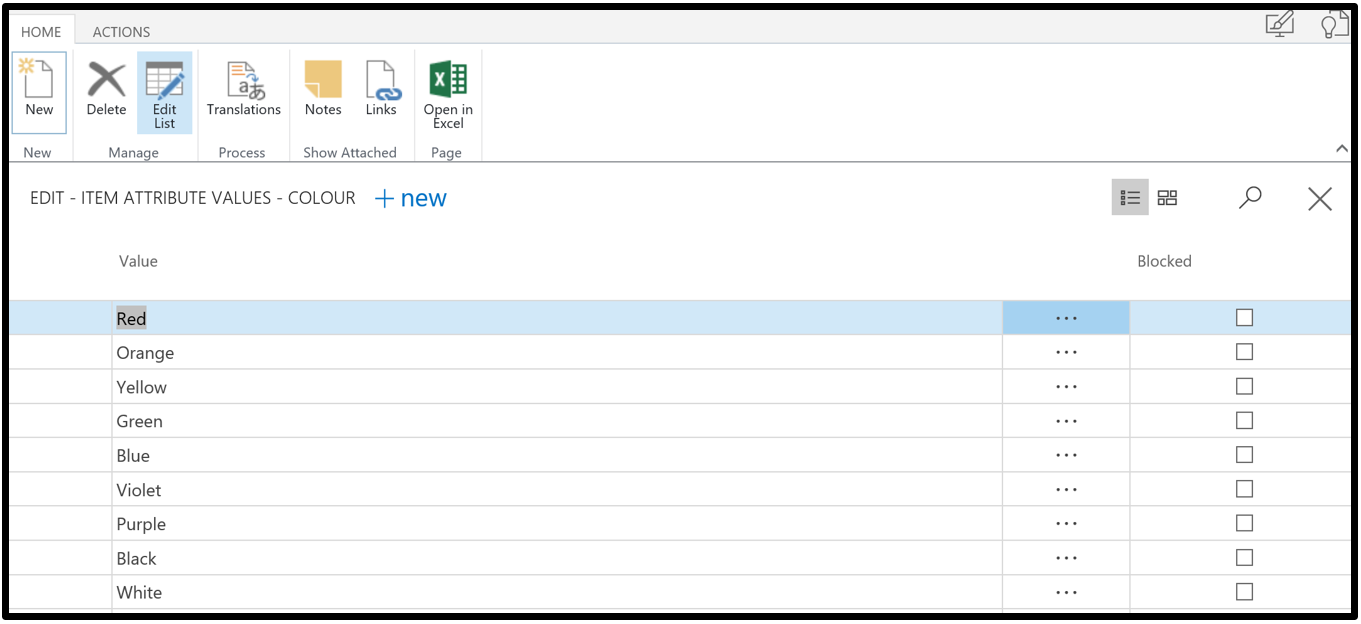 HOME ACTIONS
New Delete Edit List Translations Notes Links Open in Excel
New Manage Process Show Attached Page
EDIT - ITEM ATTRIBUTE VALUES - COLOUR + new
Value Blocked
Red ...
Orange ...
Yellow ...
Green ...
Blue ...
Violet ...
Purple ...
Black ...
White ...